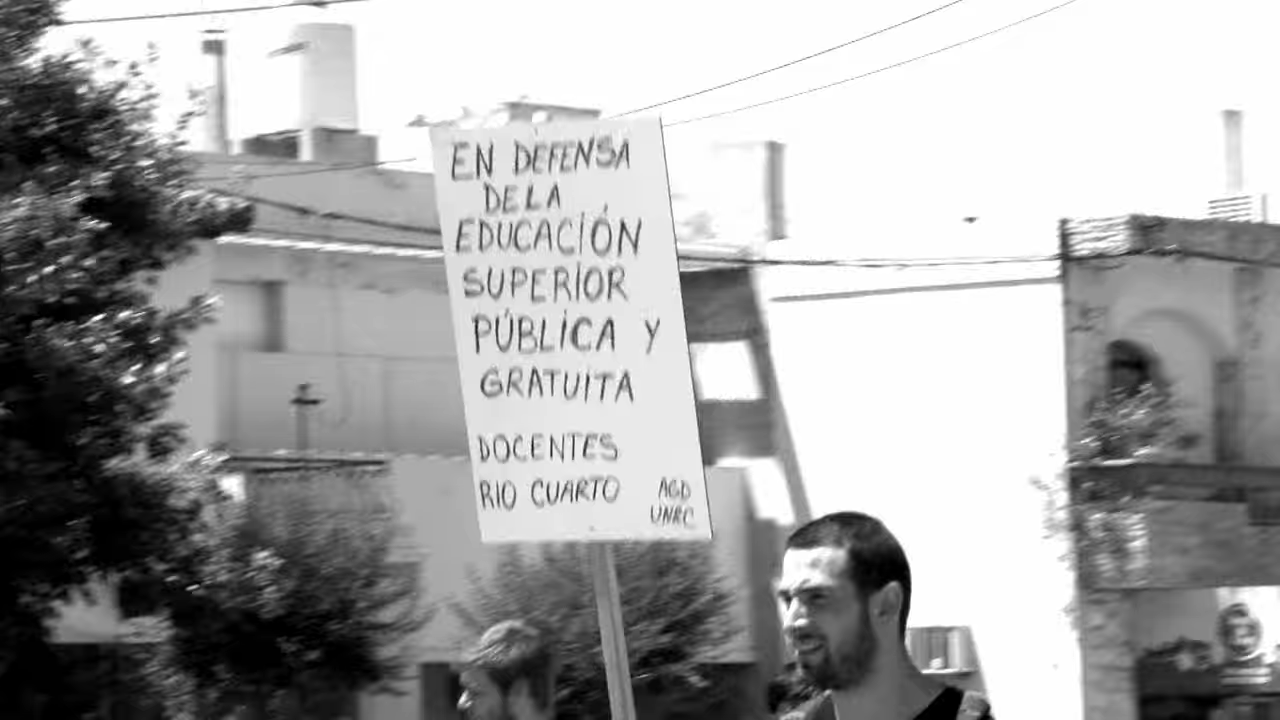 EN DEFENSA
DE LA
EDUCACIÓN
SUPERIOR
PÚBLICA Y
GRATUITA
DOCENTES
RIO CUARTO
AGD
UNRC